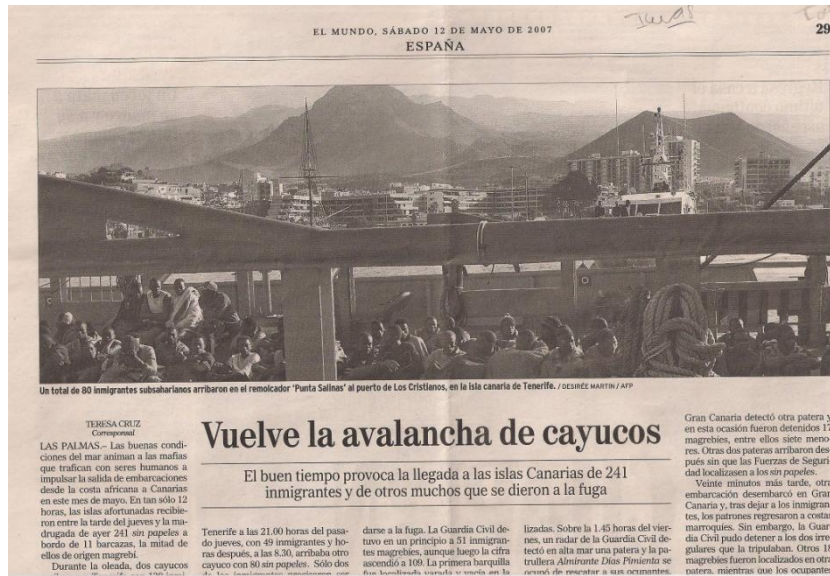 EL MUNDO, SÁBADO 12 DE MAYO DE 2007
29
ESPAÑA
Un total de 80 inmigrantes subsaharianos arribaron en el remolcador 'Punta Salinas' al puerto de Los Cristianos, en la isla canaria de Tenerife. / DESIRÉE MARTÍN / AFP
Vuelve la avalancha de cayucos
El buen tiempo provoca la llegada a las islas Canarias de 241
inmigrantes y de otros muchos que se dieron a la fuga
TERESA CRUZ
Corresponsal
LAS PALMAS.– Las buenas condi-
ciones del mar animan a las mafias
que trafican con seres humanos a
impulsar la salida de embarcaciones
desde la costa africana a Canarias
en este mes de mayo. En tan sólo 12
horas, las islas afortunadas recibie-
ron entre la tarde del jueves y la ma-
drugada de ayer 241 sin papeles a
bordo de 11 barcazas, la mitad de
ellos de origen magrebí.
Durante la oleada, dos cayucos
Tenerife a las 21.00 horas del pasa-
do jueves, con 49 inmigrantes y ho-
ras después, a las 8.30, arribaba otro
cayuco con 80 sin papeles. Sólo dos
de los inmigrantes
darse a la fuga. La Guardia Civil de-
tuvo en un principio a 51 inmigran-
tes magrebíes, aunque luego la cifra
ascendió a 109. La primera barquilla
fue localizada varada y vacía en la
lizadas. Sobre la 1.45 horas del vier-
nes, un radar de la Guardia Civil de-
tectó en alta mar una patera y la pa-
trullera Almirante Días Pimienta se
ocupó de rescatar a sus ocupantes.
Gran Canaria detectó otra patera y
en esta ocasión fueron detenidos 17
magrebíes, entre ellos siete meno-
res. Otras dos pateras arribaron des-
pués sin que las Fuerzas de Seguri-
dad localizasen a los sin papeles.
Veinte minutos más tarde, otra
embarcación desembarcó en Gran
Canaria y, tras dejar a los inmigran-
tes, los patrones regresaron a costas
marroquíes. Sin embargo, la Guar-
dia Civil pudo detener a los dos irre-
gulares que la tripulaban. Otros 18
magrebíes fueron localizados en otra
patera, mientras que los ocupantes